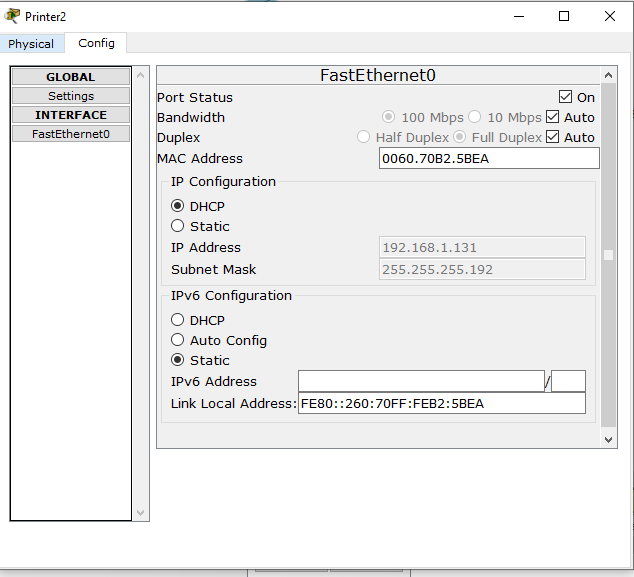 Printer2
Physical Config
GLOBAL
Settings
INTERFACE
FastEthernet0
FastEthernet0
Port Status On
Bandwidth 100 Mbps 10 Mbps Auto
Duplex Half Duplex Full Duplex Auto
MAC Address 0060.70B2.5BEA
IP Configuration
DHCP
Static
IP Address 192.168.1.131
Subnet Mask 255.255.255.192
IPv6 Configuration
DHCP
Auto Config
Static
IPv6 Address /
Link Local Address: FE80::260:70FF:FEB2:5BEA